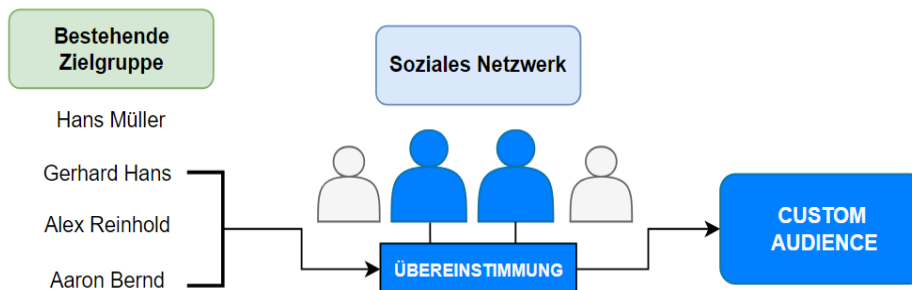 Bestehende
Zielgruppe
Soziales Netzwerk
Hans Müller
Gerhard Hans
Alex Reinhold
Aaron Bernd
ÜBEREINSTIMMUNG
CUSTOM
AUDIENCE